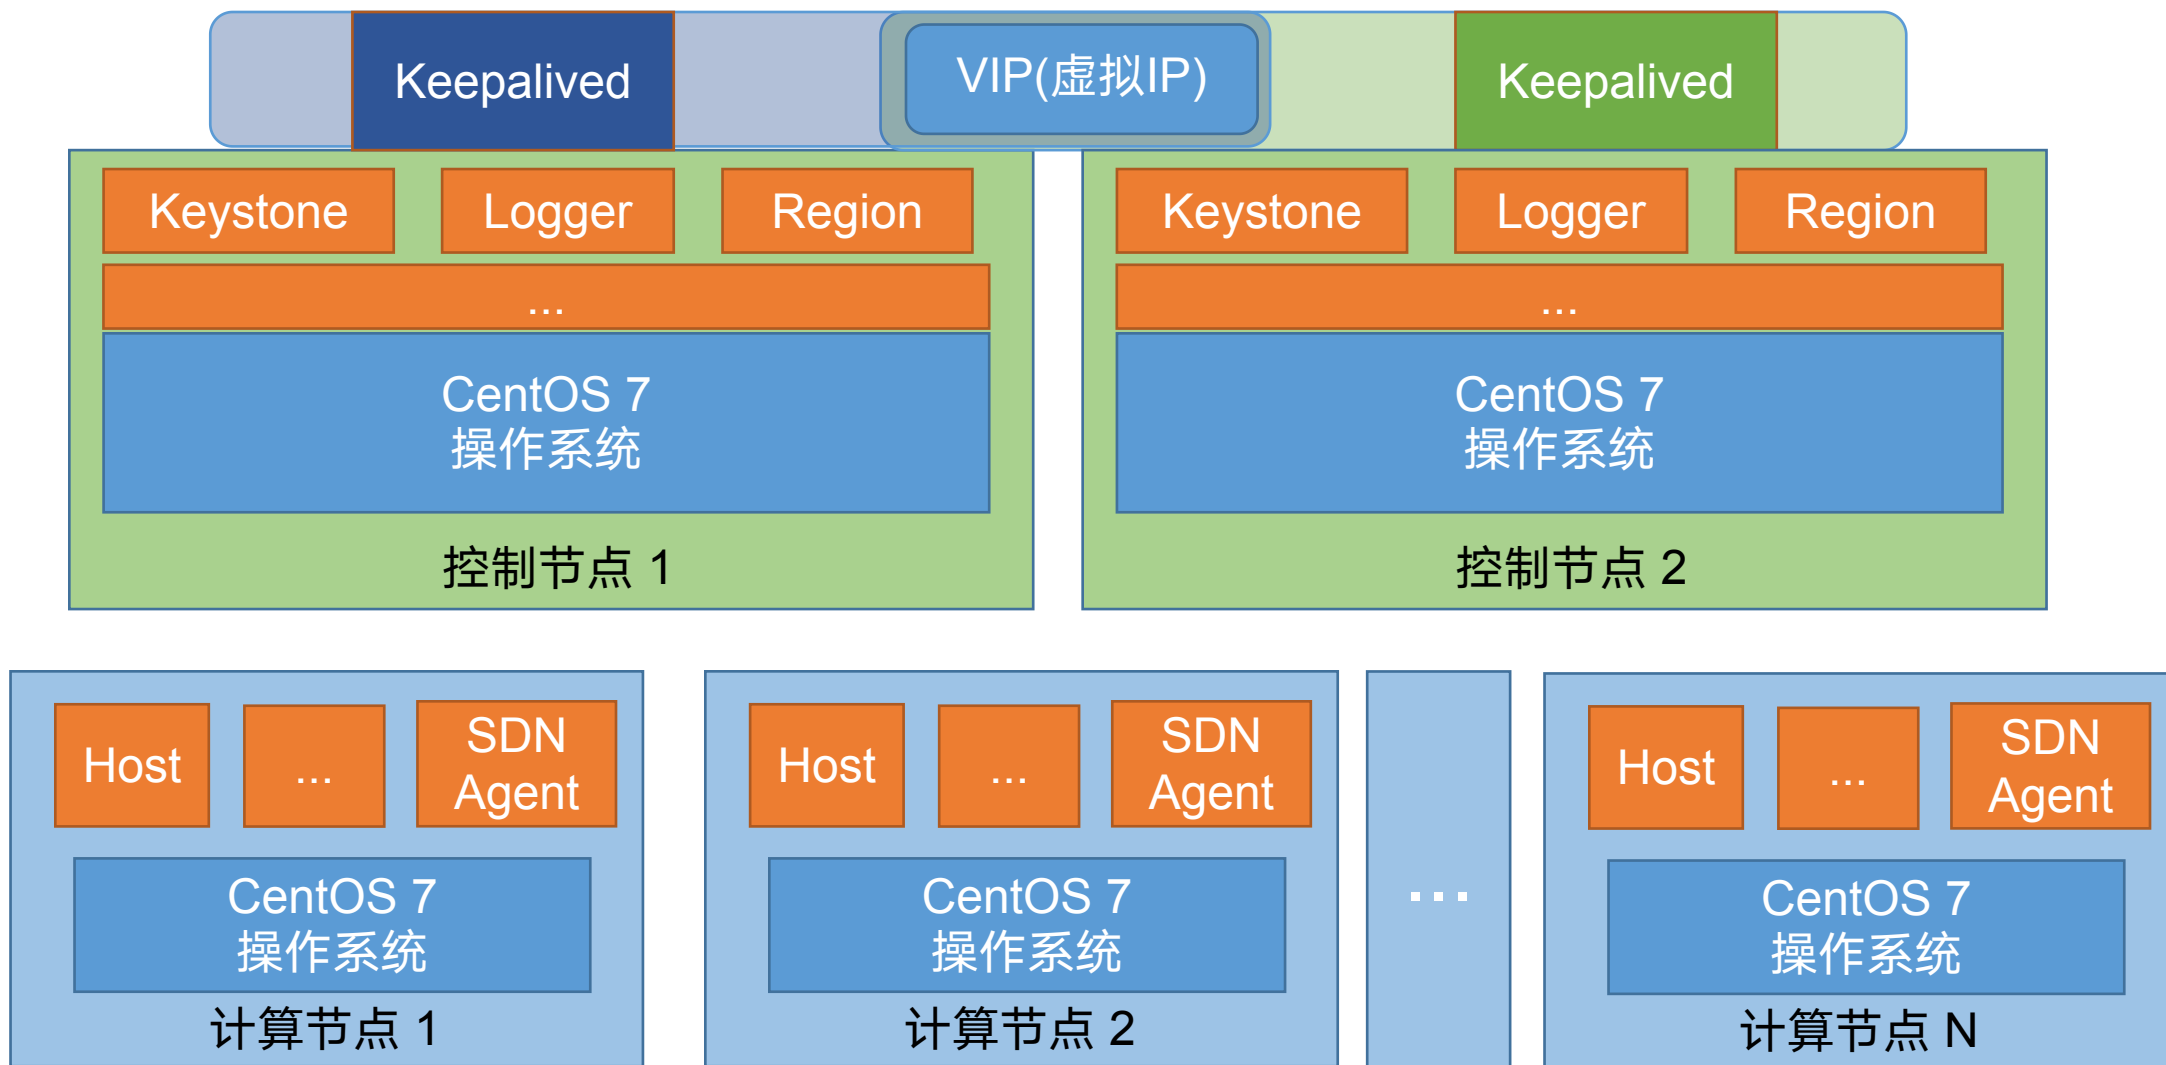 Keepalived
VIP(虚拟IP)
Keepalived
Keystone
Logger
Region
...
CentOS 7
操作系统
控制节点 1
Keystone
Logger
Region
...
CentOS 7
操作系统
控制节点 2
Host
...
SDN
Agent
CentOS 7
操作系统
计算节点 1
Host
...
SDN
Agent
CentOS 7
操作系统
计算节点 2
...
Host
...
SDN
Agent
CentOS 7
操作系统
计算节点 N